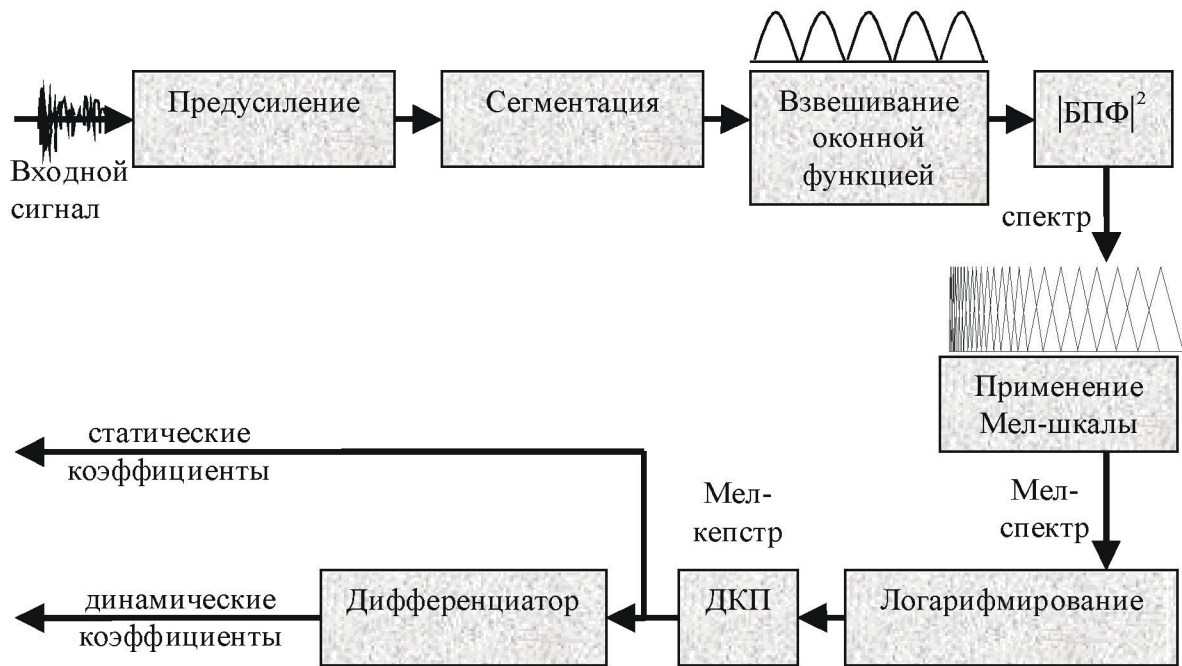 Входной
сигнал
Предусиление
Сегментация
Взвешивание
оконной
функцией
|БПФ|²
спектр
Применение
Мел-шкалы
Мел-
спектр
Логарифмирование
Мел-
кепстр
ДКП
Дифференциатор
статические
коэффициенты
динамические
коэффициенты